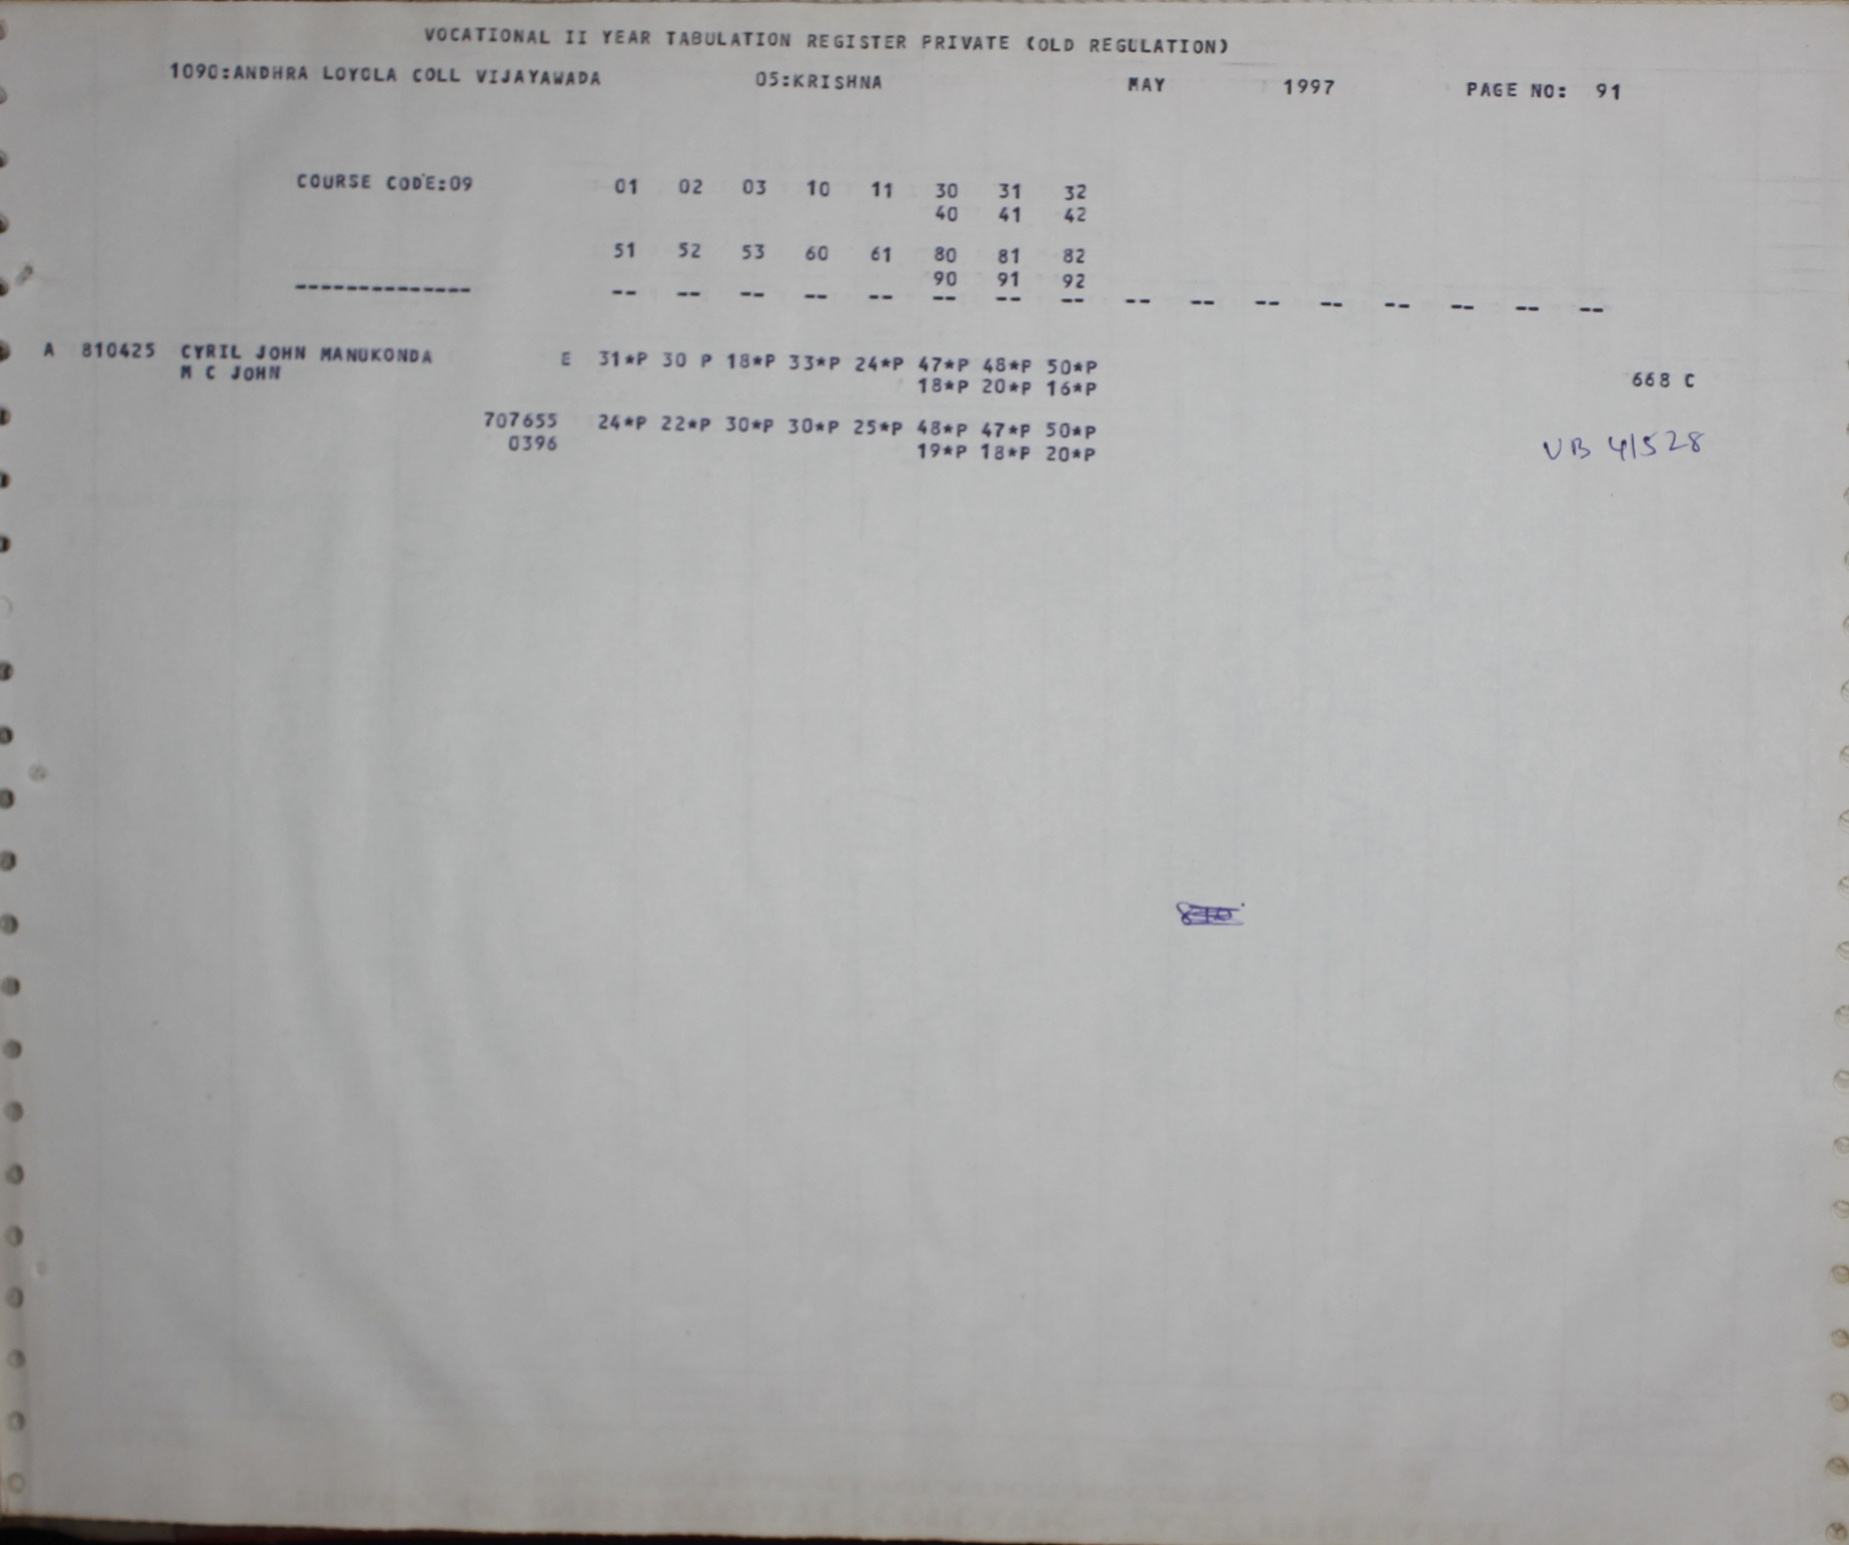 VOCATIONAL II YEAR TABULATION REGISTER PRIVATE (OLD REGULATION)
1090:ANDHRA LOYOLA COLL VIJAYAWADA 05:KRISHNA MAY 1997 PAGE NO: 91
COURSE CODE:09 01 02 03 10 11 30 31 32
40 41 42
51 52 53 60 61 80 81 82
90 91 92
-------------- -- -- -- -- -- -- -- -- -- -- -- -- -- -- -- --
A 810425 CYRIL JOHN MANUKONDA E 31*P 30 P 18*P 33*P 24*P 47*P 48*P 50*P
M C JOHN 18*P 20*P 16*P 668 C
707655 24*P 22*P 30*P 30*P 25*P 48*P 47*P 50*P
0396 19*P 18*P 20*P VB 41528